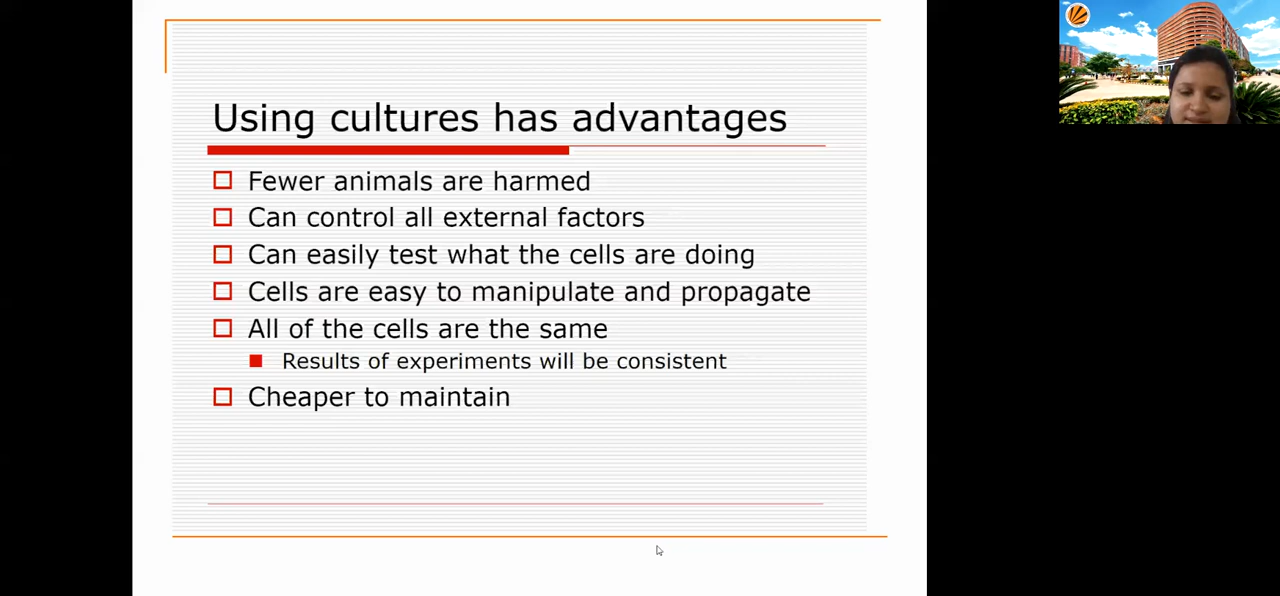 Using cultures has advantages
Fewer animals are harmed
Can control all external factors
Can easily test what the cells are doing
Cells are easy to manipulate and propagate
All of the cells are the same
Results of experiments will be consistent
Cheaper to maintain